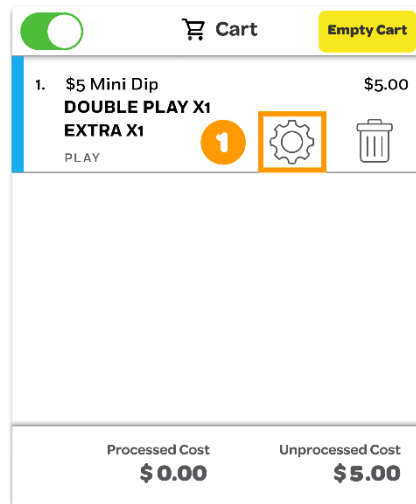 Cart
Empty Cart
1. $5 Mini Dip $5.00
DOUBLE PLAY X1
EXTRA X1
1
PLAY
Processed Cost Unprocessed Cost
$0.00 $5.00